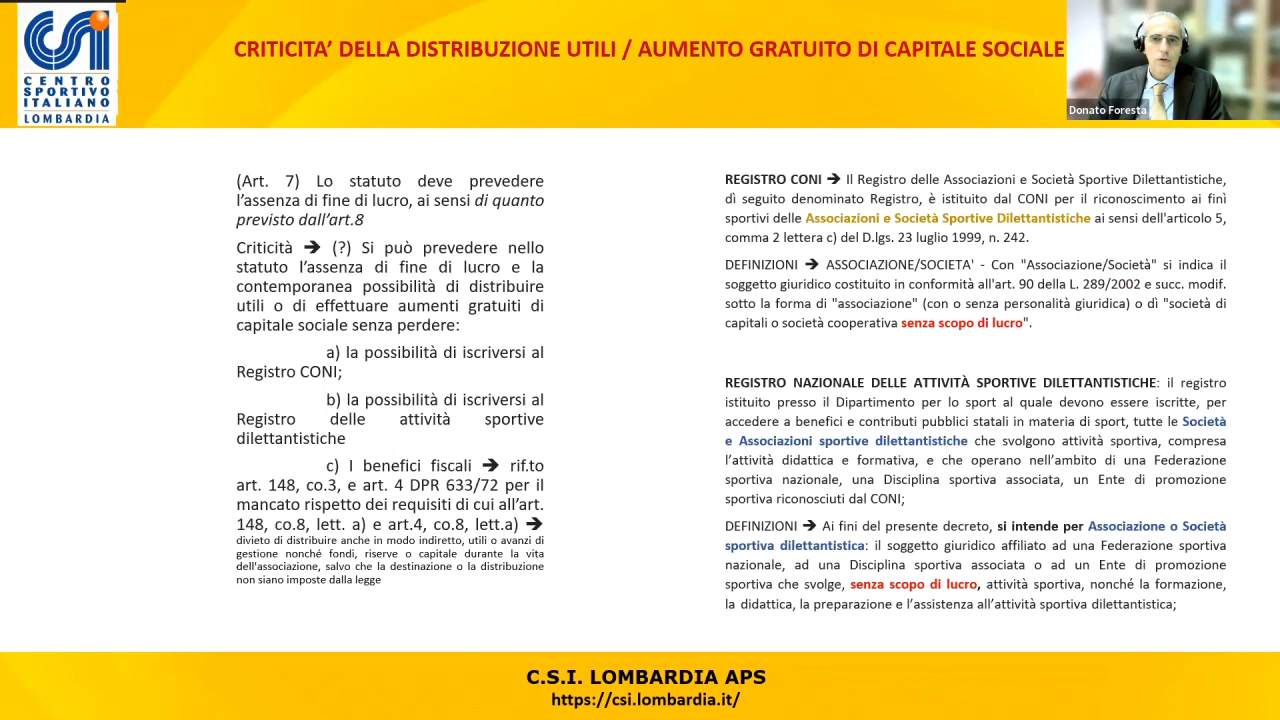 CRITICITA’ DELLA DISTRIBUZIONE UTILI / AUMENTO GRATUITO DI CAPITALE SOCIALE
CSI
CENTRO
SPORTIVO
ITALIANO
LOMBARDIA
Donato Foresta
(Art. 7) Lo statuto deve prevedere
l’assenza di fine di lucro, ai sensi di quanto
previsto dall’art.8
Criticità ➔ (?) Si può prevedere nello
statuto l’assenza di fine di lucro e la
contemporanea possibilità di distribuire
utili o di effettuare aumenti gratuiti di
capitale sociale senza perdere:
a) la possibilità di iscriversi al
Registro CONI;
b) la possibilità di iscriversi al
Registro delle attività sportive
dilettantistiche
c) I benefici fiscali ➔ rif.to
art. 148, co.3, e art. 4 DPR 633/72 per il
mancato rispetto dei requisiti di cui all’art.
148, co.8, lett. a) e art.4, co.8, lett.a) ➔
divieto di distribuire anche in modo indiretto, utili o avanzi di
gestione nonché fondi, riserve o capitale durante la vita
dell'associazione, salvo che la destinazione o la distribuzione
non siano imposte dalla legge
REGISTRO CONI ➔ Il Registro delle Associazioni e Società Sportive Dilettantistiche,
dì seguito denominato Registro, è istituito dal CONI per il riconoscimento ai finì
sportivi delle Associazioni e Società Sportive Dilettantistiche ai sensi dell'articolo 5,
comma 2 lettera c) del D.lgs. 23 luglio 1999, n. 242.
DEFINIZIONI ➔ ASSOCIAZIONE/SOCIETA' - Con "Associazione/Società" si indica il
soggetto giuridico costituito in conformità all'art. 90 della L. 289/2002 e succ. modif.
sotto la forma di "associazione" (con o senza personalità giuridica) o dì "società di
capitali o società cooperativa senza scopo di lucro".
REGISTRO NAZIONALE DELLE ATTIVITÀ SPORTIVE DILETTANTISTICHE: il registro
istituito presso il Dipartimento per lo sport al quale devono essere iscritte, per
accedere a benefici e contributi pubblici statali in materia di sport, tutte le Società
e Associazioni sportive dilettantistiche che svolgono attività sportiva, compresa
l’attività didattica e formativa, e che operano nell’ambito di una Federazione
sportiva nazionale, una Disciplina sportiva associata, un Ente di promozione
sportiva riconosciuti dal CONI;
DEFINIZIONI ➔ Ai fini del presente decreto, si intende per Associazione o Società
sportiva dilettantistica: il soggetto giuridico affiliato ad una Federazione sportiva
nazionale, ad una Disciplina sportiva associata o ad un Ente di promozione
sportiva che svolge, senza scopo di lucro, attività sportiva, nonché la formazione,
la didattica, la preparazione e l’assistenza all’attività sportiva dilettantistica;
C.S.I. LOMBARDIA APS
https://csi.lombardia.it/